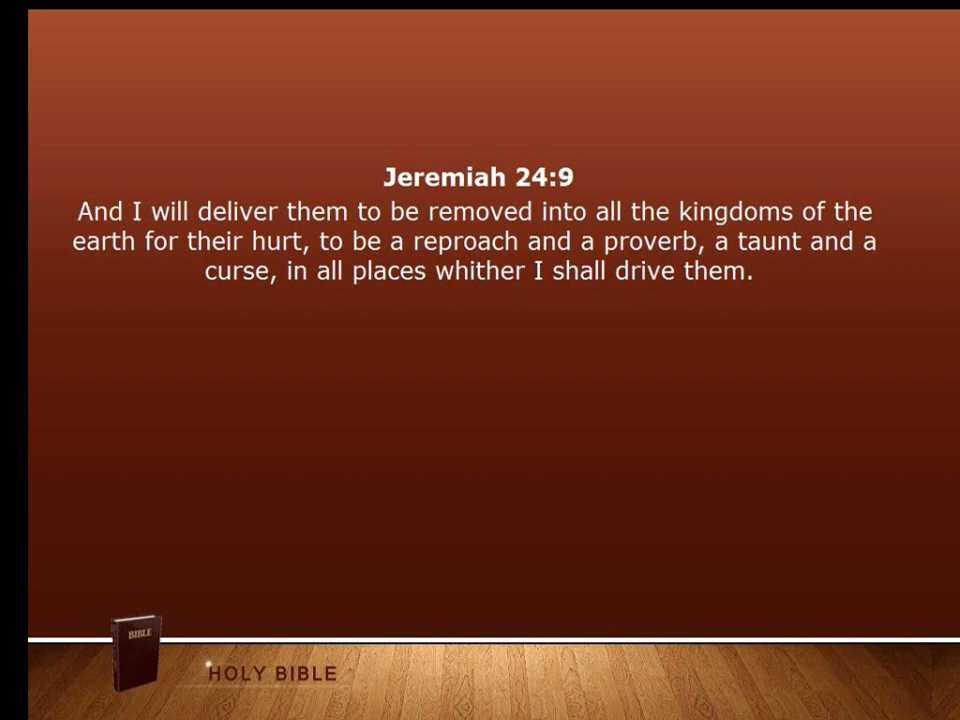 Jeremiah 24:9
And I will deliver them to be removed into all the kingdoms of the
earth for their hurt, to be a reproach and a proverb, a taunt and a
curse, in all places whither I shall drive them.
BIBLE
HOLY BIBLE